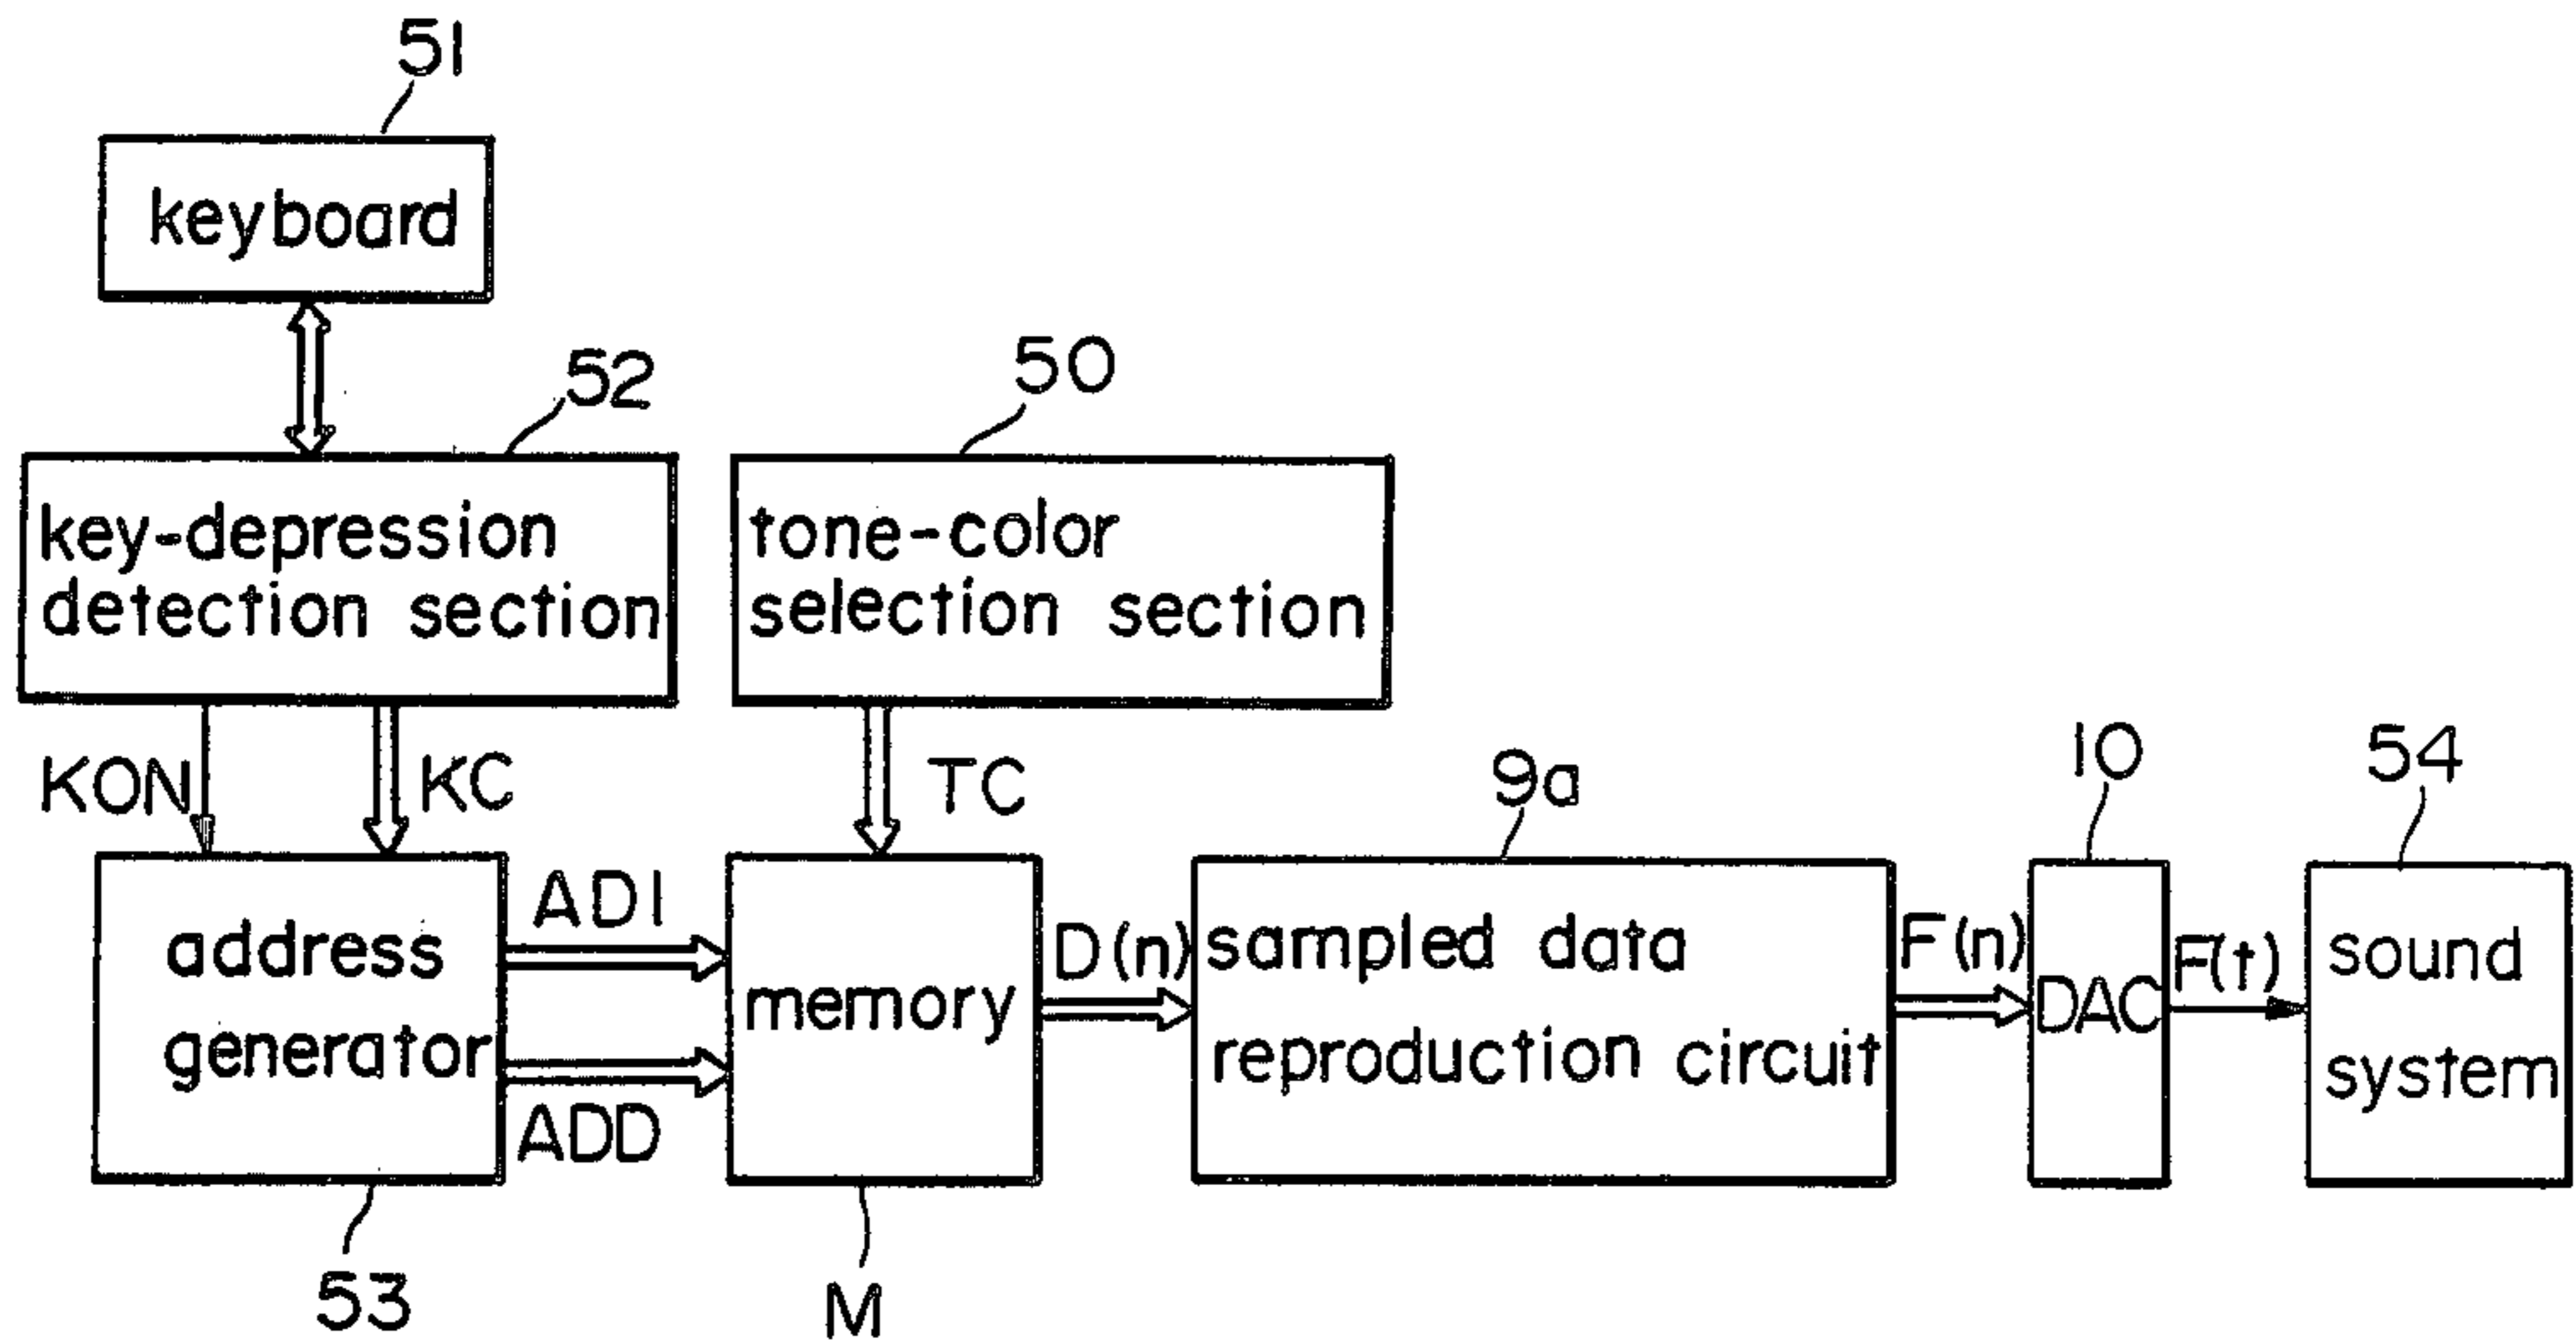 51
keyboard
52
50
key-depression
detection section
tone-color
selection section
KON
KC
TC
9a
10
54
address
generator
AD1
ADD
memory
D(n)
sampled data
reproduction circuit
F(n)
DAC
F(t)
sound
system
53
M